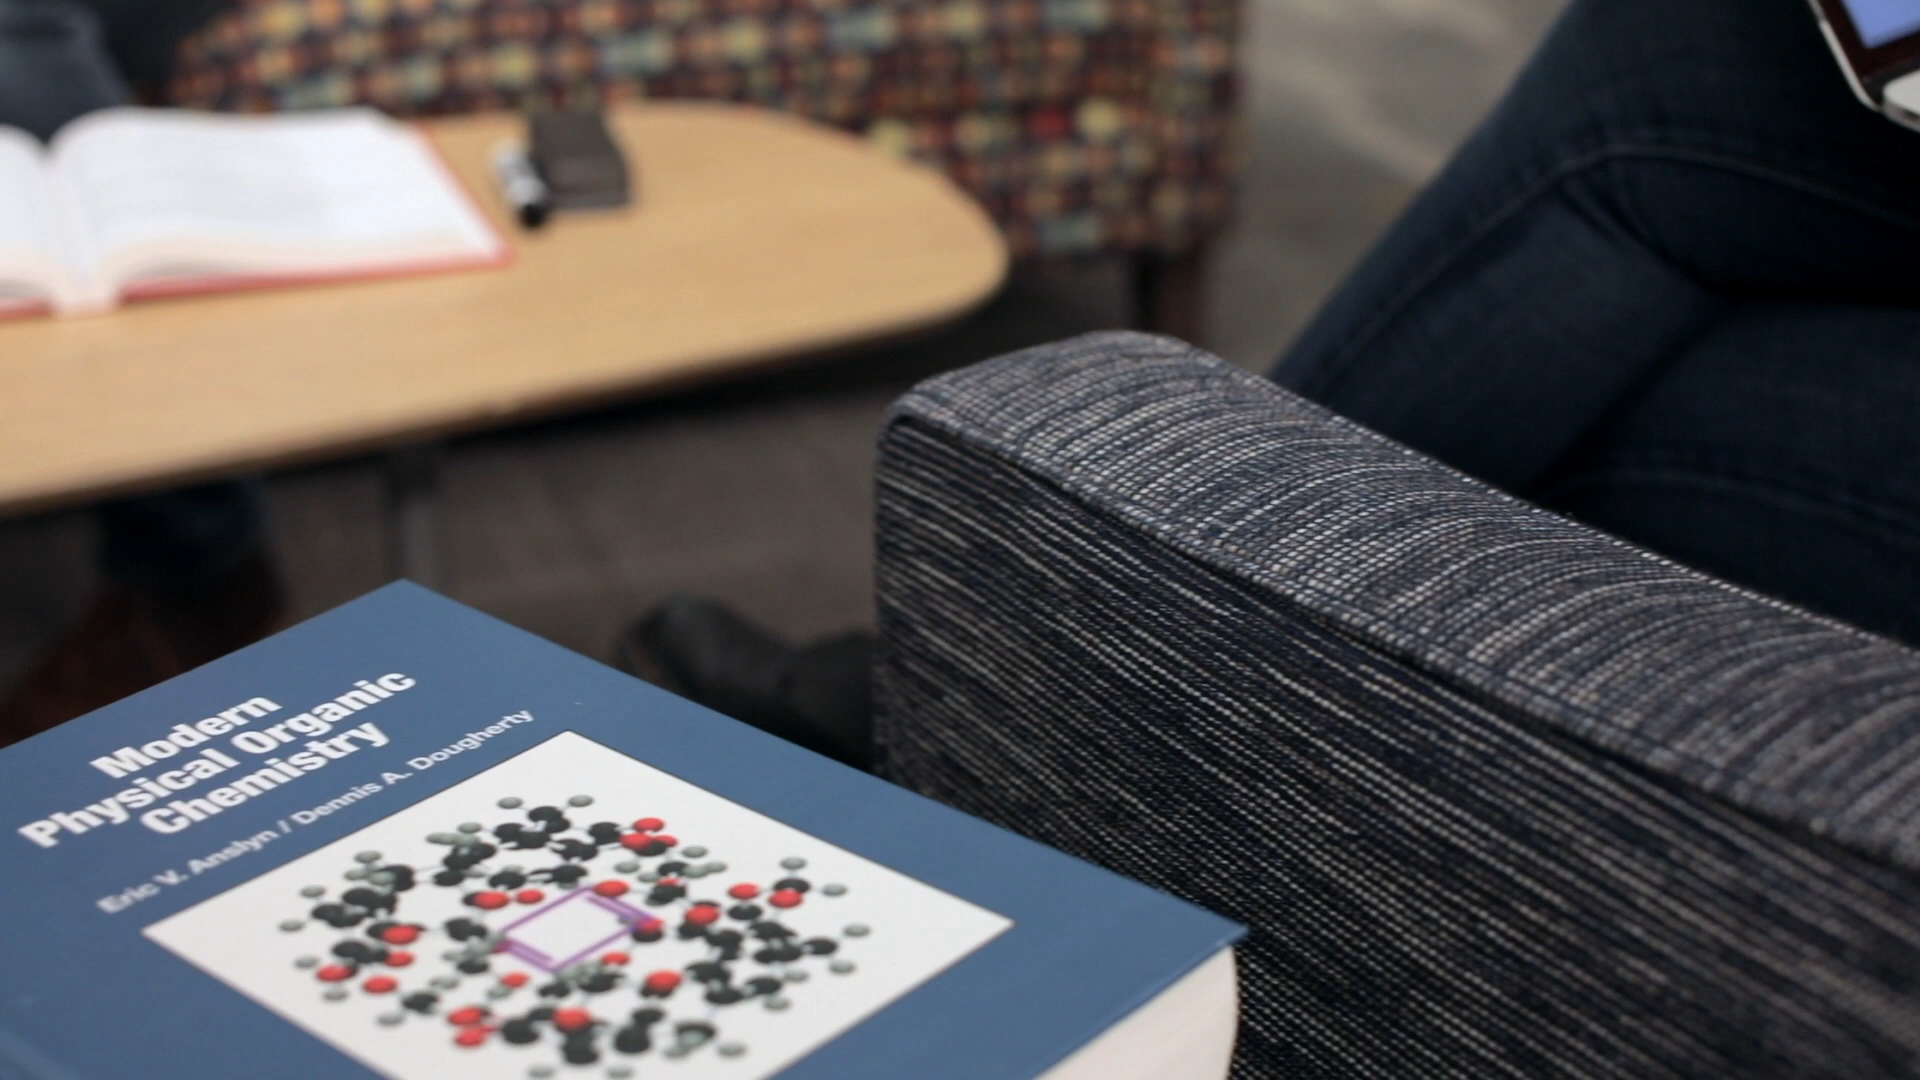 Modern
Physical Organic
Chemistry
Eric V. Anslyn / Dennis A. Dougherty